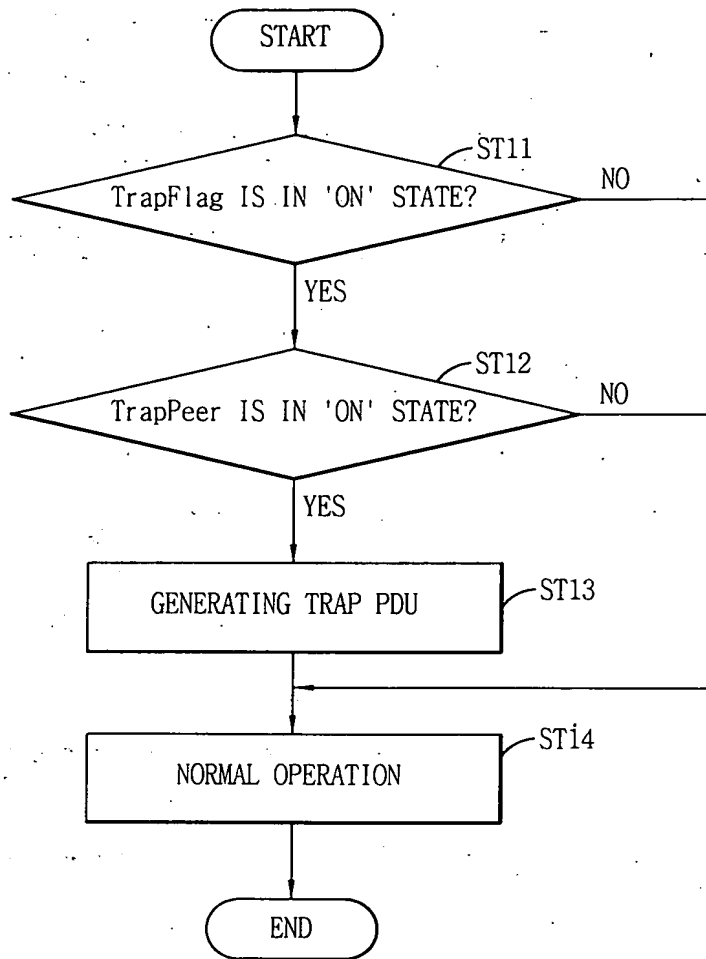 START
ST11
TrapFlag IS IN 'ON' STATE?
NO
YES
ST12
TrapPeer IS IN 'ON' STATE?
NO
YES
GENERATING TRAP PDU
ST13
NORMAL OPERATION
ST14
END